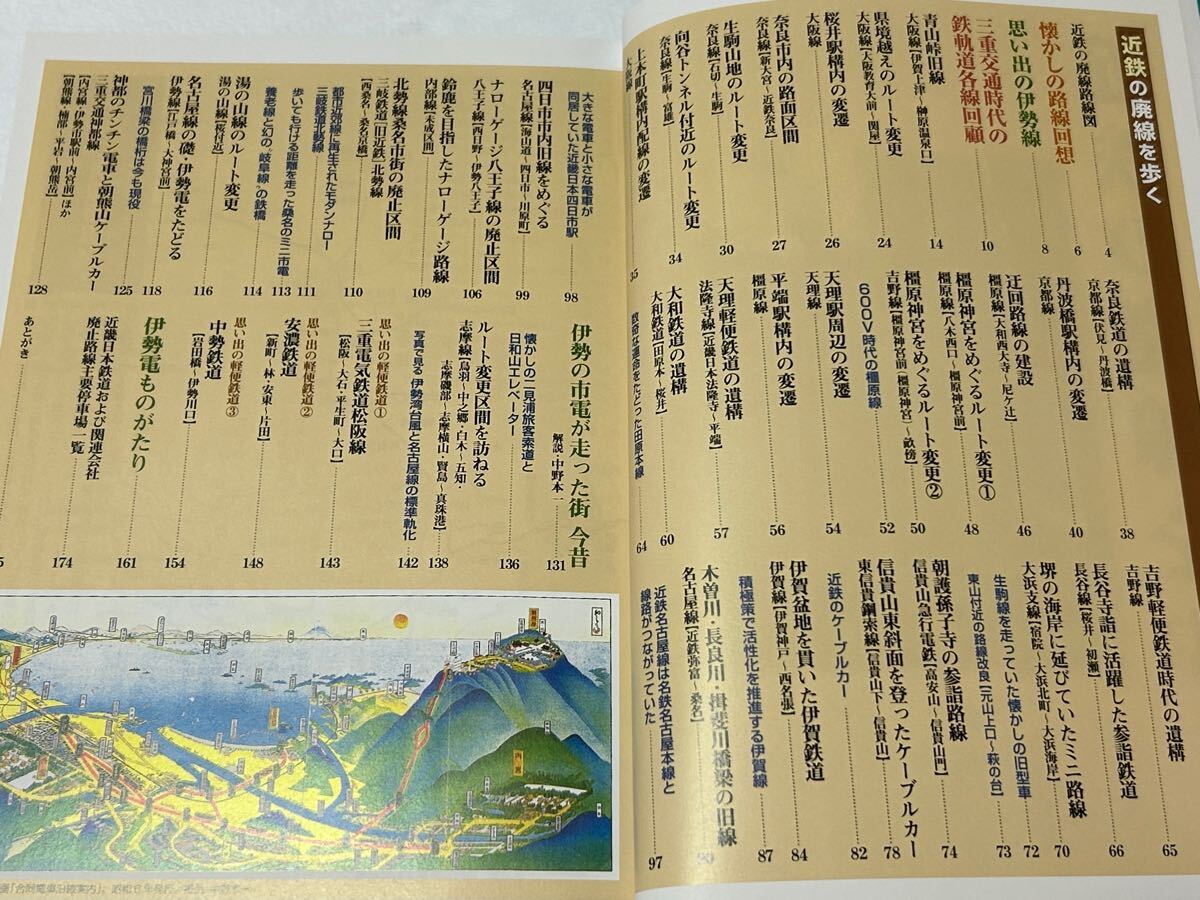 近鉄の廃線を歩く
近鉄の廃線路線図 4
懐かしの路線回想 6
思い出の伊勢線 8
三重交通時代の
鉄軌道各線回顧 10
青山峠旧線 14
大阪線【伊賀上津〜榊原温泉口】
県境越えのルート変更 24
大阪線【大阪教育大前〜関屋】
桜井駅構内の変遷 26
大阪線
奈良市内の路面区間 27
奈良線【新大宮〜近鉄奈良】
生駒山地のルート変更 30
奈良線【石切〜生駒】
向谷トンネル付近のルート変更 34
奈良線【生駒〜富雄】
上本町駅構内配線の変遷 35
大阪線
奈良鉄道の遺構 38
京都線【伏見〜丹波橋】
丹波橋駅構内の変遷 40
京都線
迂回路線の建設 46
橿原線【大和西大寺〜尼ケ辻】
橿原神宮をめぐるルート変更① 48
橿原線【八木西口〜橿原神宮前】
橿原神宮をめぐるルート変更② 50
吉野線【橿原神宮前(橿原神宮)〜畝傍】
600V時代の橿原線 52
天理駅周辺の変遷 54
天理線
平端駅構内の変遷 56
橿原線
天理軽便鉄道の遺構 57
法隆寺線【近畿日本法隆寺〜平端】
大和鉄道の遺構 60
大和鉄道【田原本〜桜井】
数奇な運命をたどった田原本線 64
吉野軽便鉄道時代の遺構 65
吉野線
長谷寺詣に活躍した参詣鉄道 66
長谷線【桜井〜初瀬】
堺の海岸に延びていたミニ路線 70
大浜支線【宿院〜大浜北町〜大浜海岸】
生駒線を走っていた懐かしの旧型車 72
東山付近の路線改良【元山上口〜萩の台】 73
朝護孫子寺の参詣路線 74
信貴山急行電鉄【高安山〜信貴山門】
信貴山東斜面を登ったケーブルカー 78
東信貴鋼索線【信貴山下〜信貴山】
近鉄のケーブルカー 82
伊賀盆地を貫いた伊賀鉄道 84
伊賀線【伊賀神戸〜西名張】
積極策で活性化を推進する伊賀線 87
木曽川・長良川・揖斐川橋梁の旧線 90
名古屋線【近鉄弥富〜桑名】
近鉄名古屋線は名鉄名古屋本線と
線路がつながっていた 97
大きな電車と小さな電車が
同居していた近畿日本四日市駅 98
四日市市内旧線をめぐる 99
名古屋線【海山道〜四日市〜川原町】
ナローゲージ八王子線の廃止区間 106
八王子線【西日野〜伊勢八王子】
鈴鹿を目指したナローゲージ路線 109
内部線【未成区間】
北勢線桑名市街の廃止区間 110
三岐鉄道(旧近鉄)北勢線
【西桑名〜桑名京橋】
都市近郊線に再生されたモダンナロー
三岐鉄道北勢線 111
歩いても行ける距離を走った桑名のミニ市電 113
養老線と幻の“岐阜線”の鉄橋 114
湯の山線のルート変更
湯の山線【桜付近】
名古屋線の礎・伊勢電をたどる 116
伊勢線【江戸橋〜大神宮前】
宮川橋梁の橋桁は今も現役 118
神都のチンチン電車と朝熊山ケーブルカー 125
三重交通神都線
【内宮線・伊勢市駅前〜内宮前】ほか
朝熊線【楠部〜平岩〜朝熊岳】 128
伊勢の市電が走った街 今昔 131
解説・中野本一
懐かしの二見浦旅客索道と
日和山エレベーター 136
ルート変更区間を訪ねる 138
志摩線【鳥羽・中之郷・白木〜五知・
志摩磯部〜志摩横山・賢島〜真珠港】
写真で見る 伊勢湾台風と名古屋線の標準軌化 142
思い出の軽便鉄道①
三重電気鉄道松阪線 143
【松阪〜大石・平生町〜大口】
思い出の軽便鉄道②
安濃鉄道 148
【新町〜林・安東〜片田】
思い出の軽便鉄道③
中勢鉄道 154
【岩田橋〜伊勢川口】
伊勢電ものがたり 161
近畿日本鉄道および関連会社
廃止路線主要停車場一覧 174
あとがき